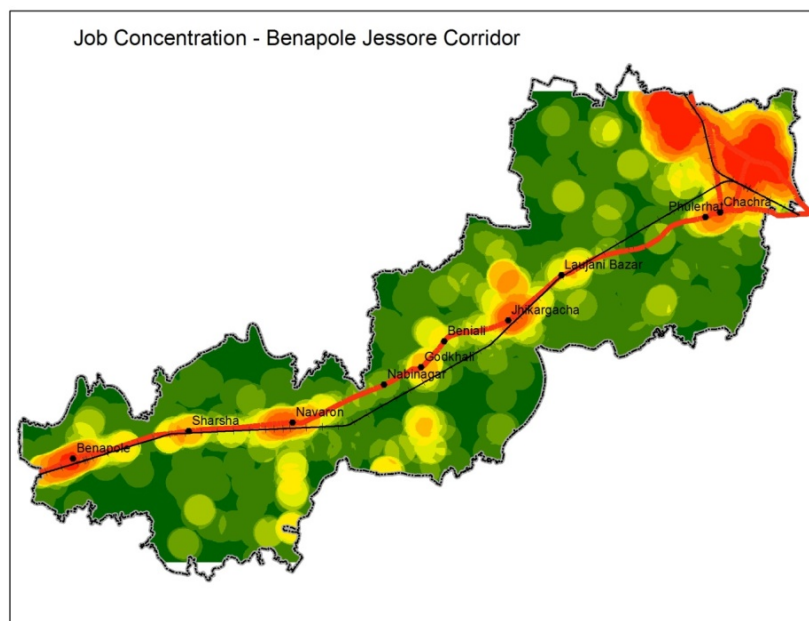 Job Concentration - Benapole Jessore Corridor
Phulerhat
Chachra
Laujani Bazar
Jhikargacha
Beniali
Godkhali
Nabinagar
Navaron
Sharsha
Benapole